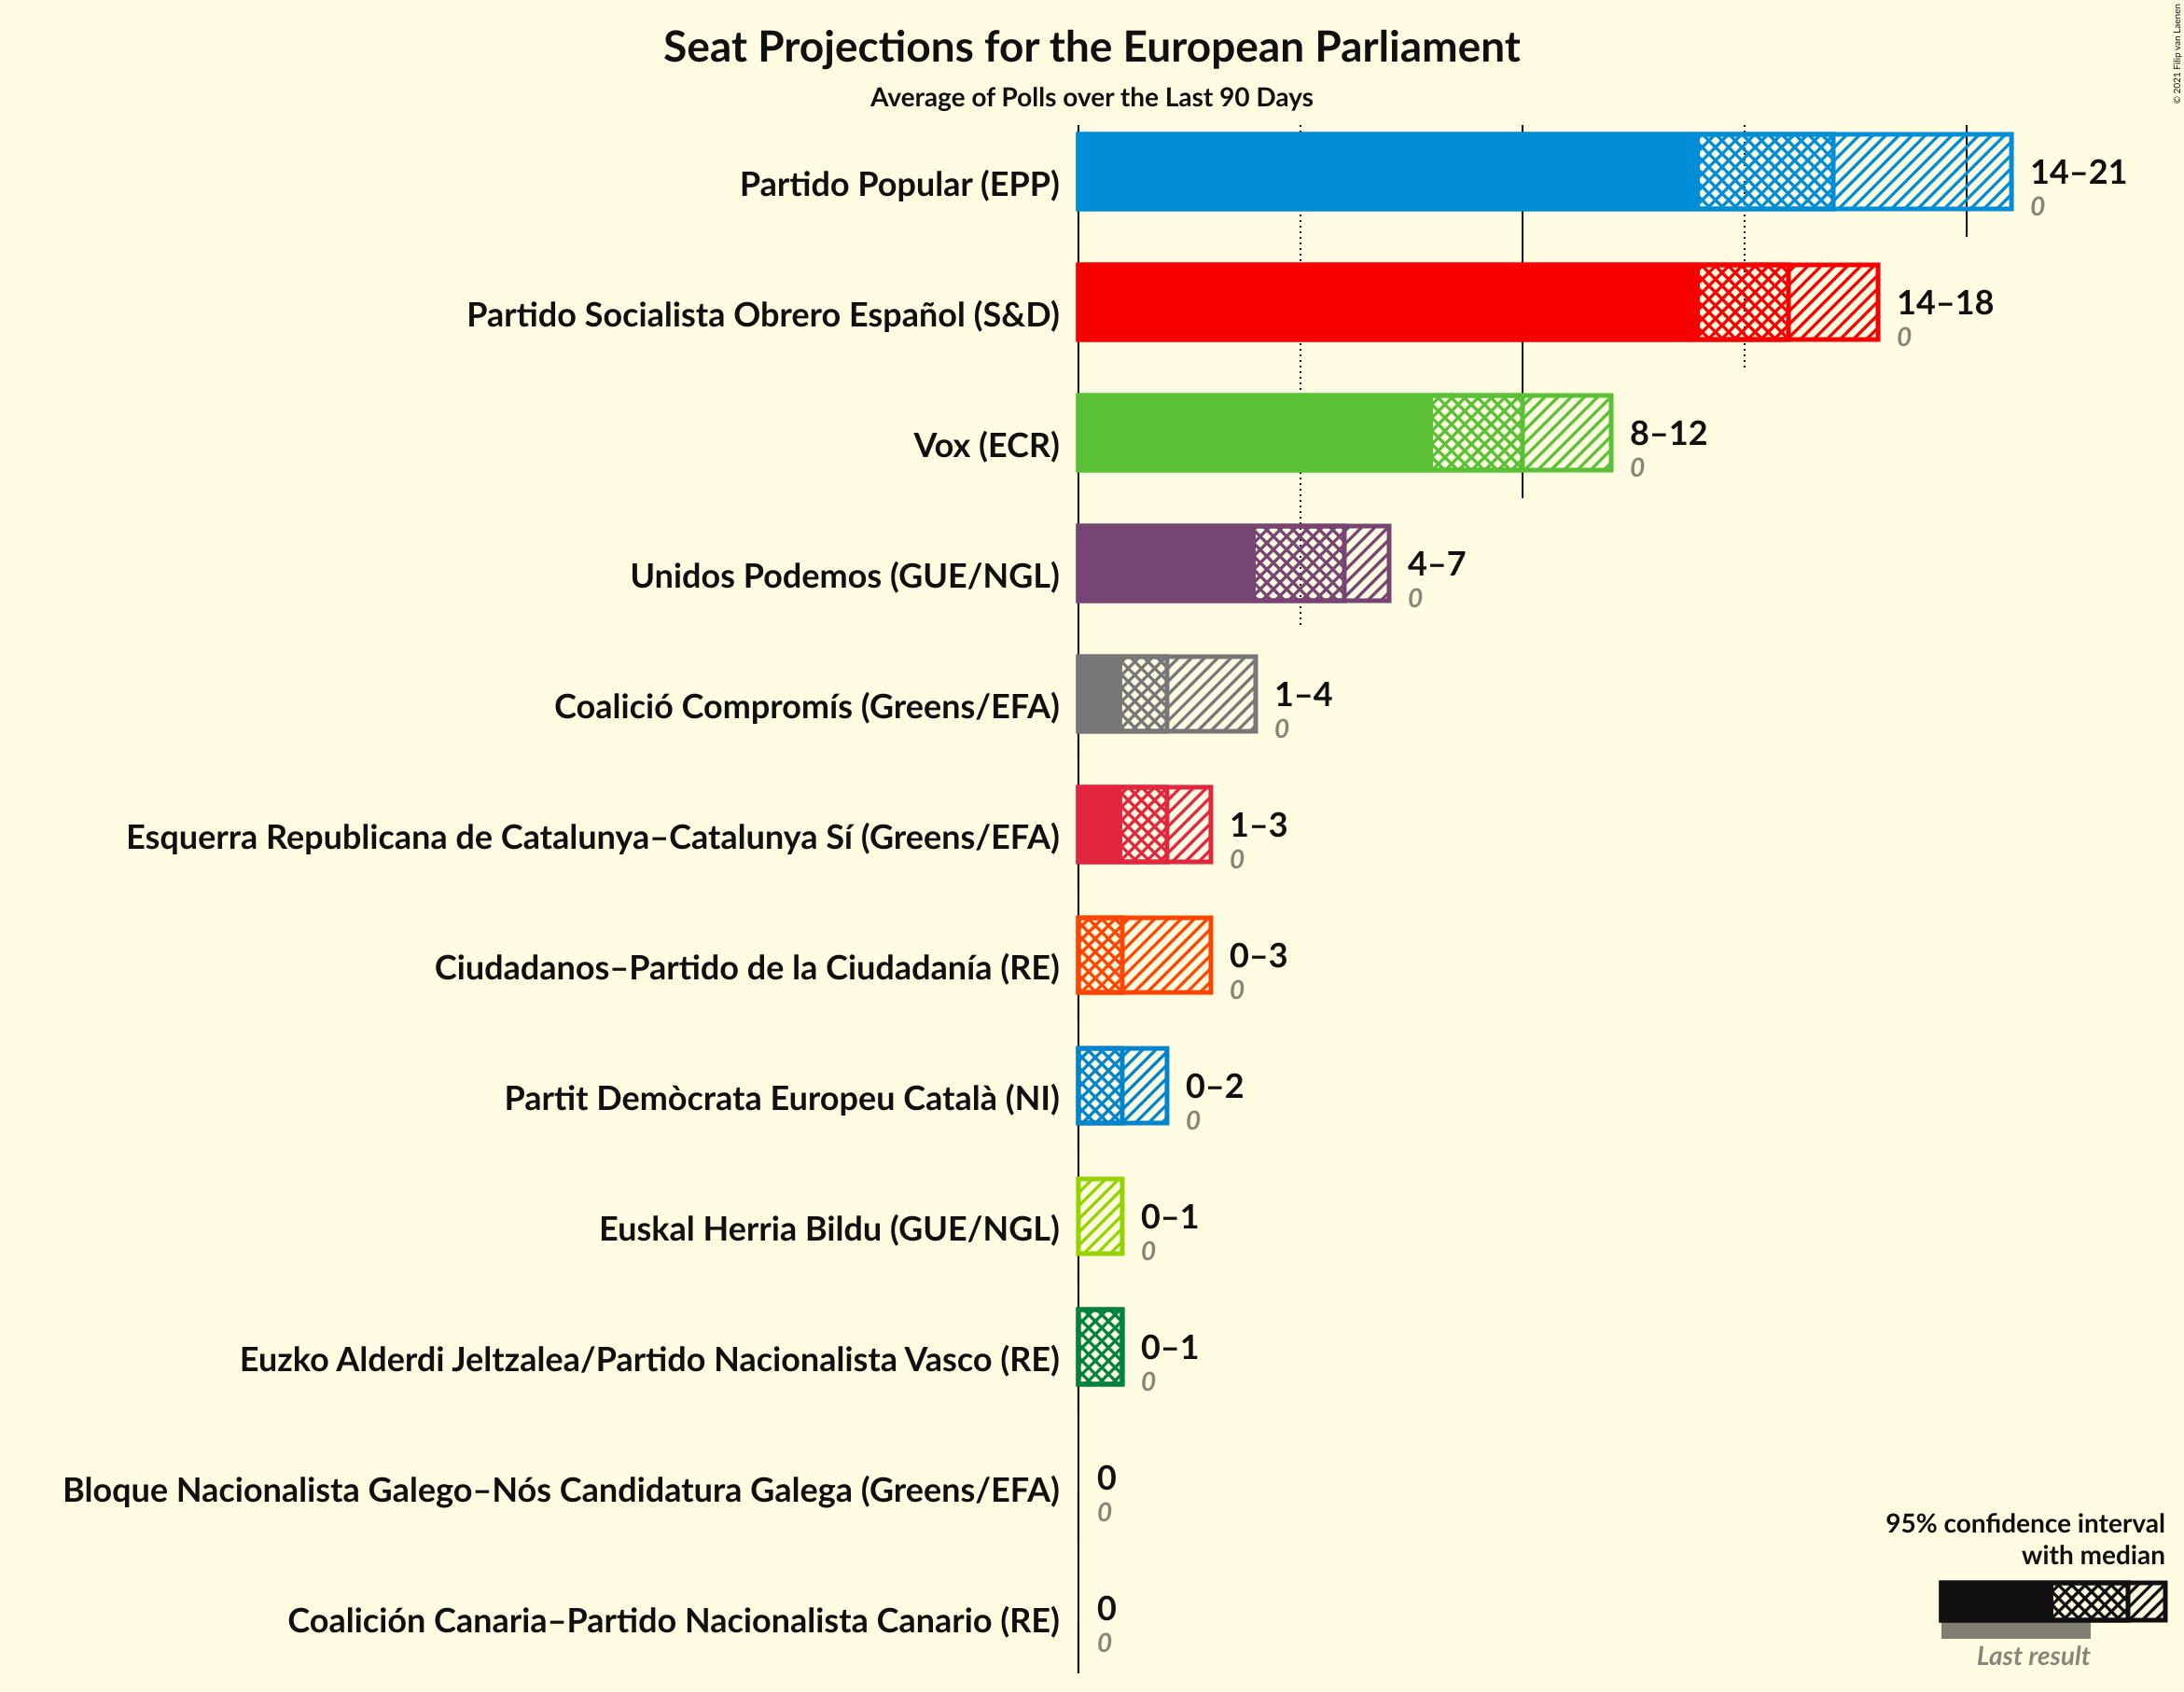 Seat Projections for the European Parliament
Average of Polls over the Last 90 Days
© 2021 Filip van Laenen
Partido Popular (EPP)
14–21
0
Partido Socialista Obrero Español (S&D)
14–18
0
Vox (ECR)
8–12
0
Unidos Podemos (GUE/NGL)
4–7
0
Coalició Compromís (Greens/EFA)
1–4
0
Esquerra Republicana de Catalunya–Catalunya Sí (Greens/EFA)
1–3
0
Ciudadanos–Partido de la Ciudadanía (RE)
0–3
0
Partit Demòcrata Europeu Català (NI)
0–2
0
Euskal Herria Bildu (GUE/NGL)
0–1
0
Euzko Alderdi Jeltzalea/Partido Nacionalista Vasco (RE)
0–1
0
Bloque Nacionalista Galego–Nós Candidatura Galega (Greens/EFA)
0
0
Coalición Canaria–Partido Nacionalista Canario (RE)
0
0
95% confidence interval
with median
Last result